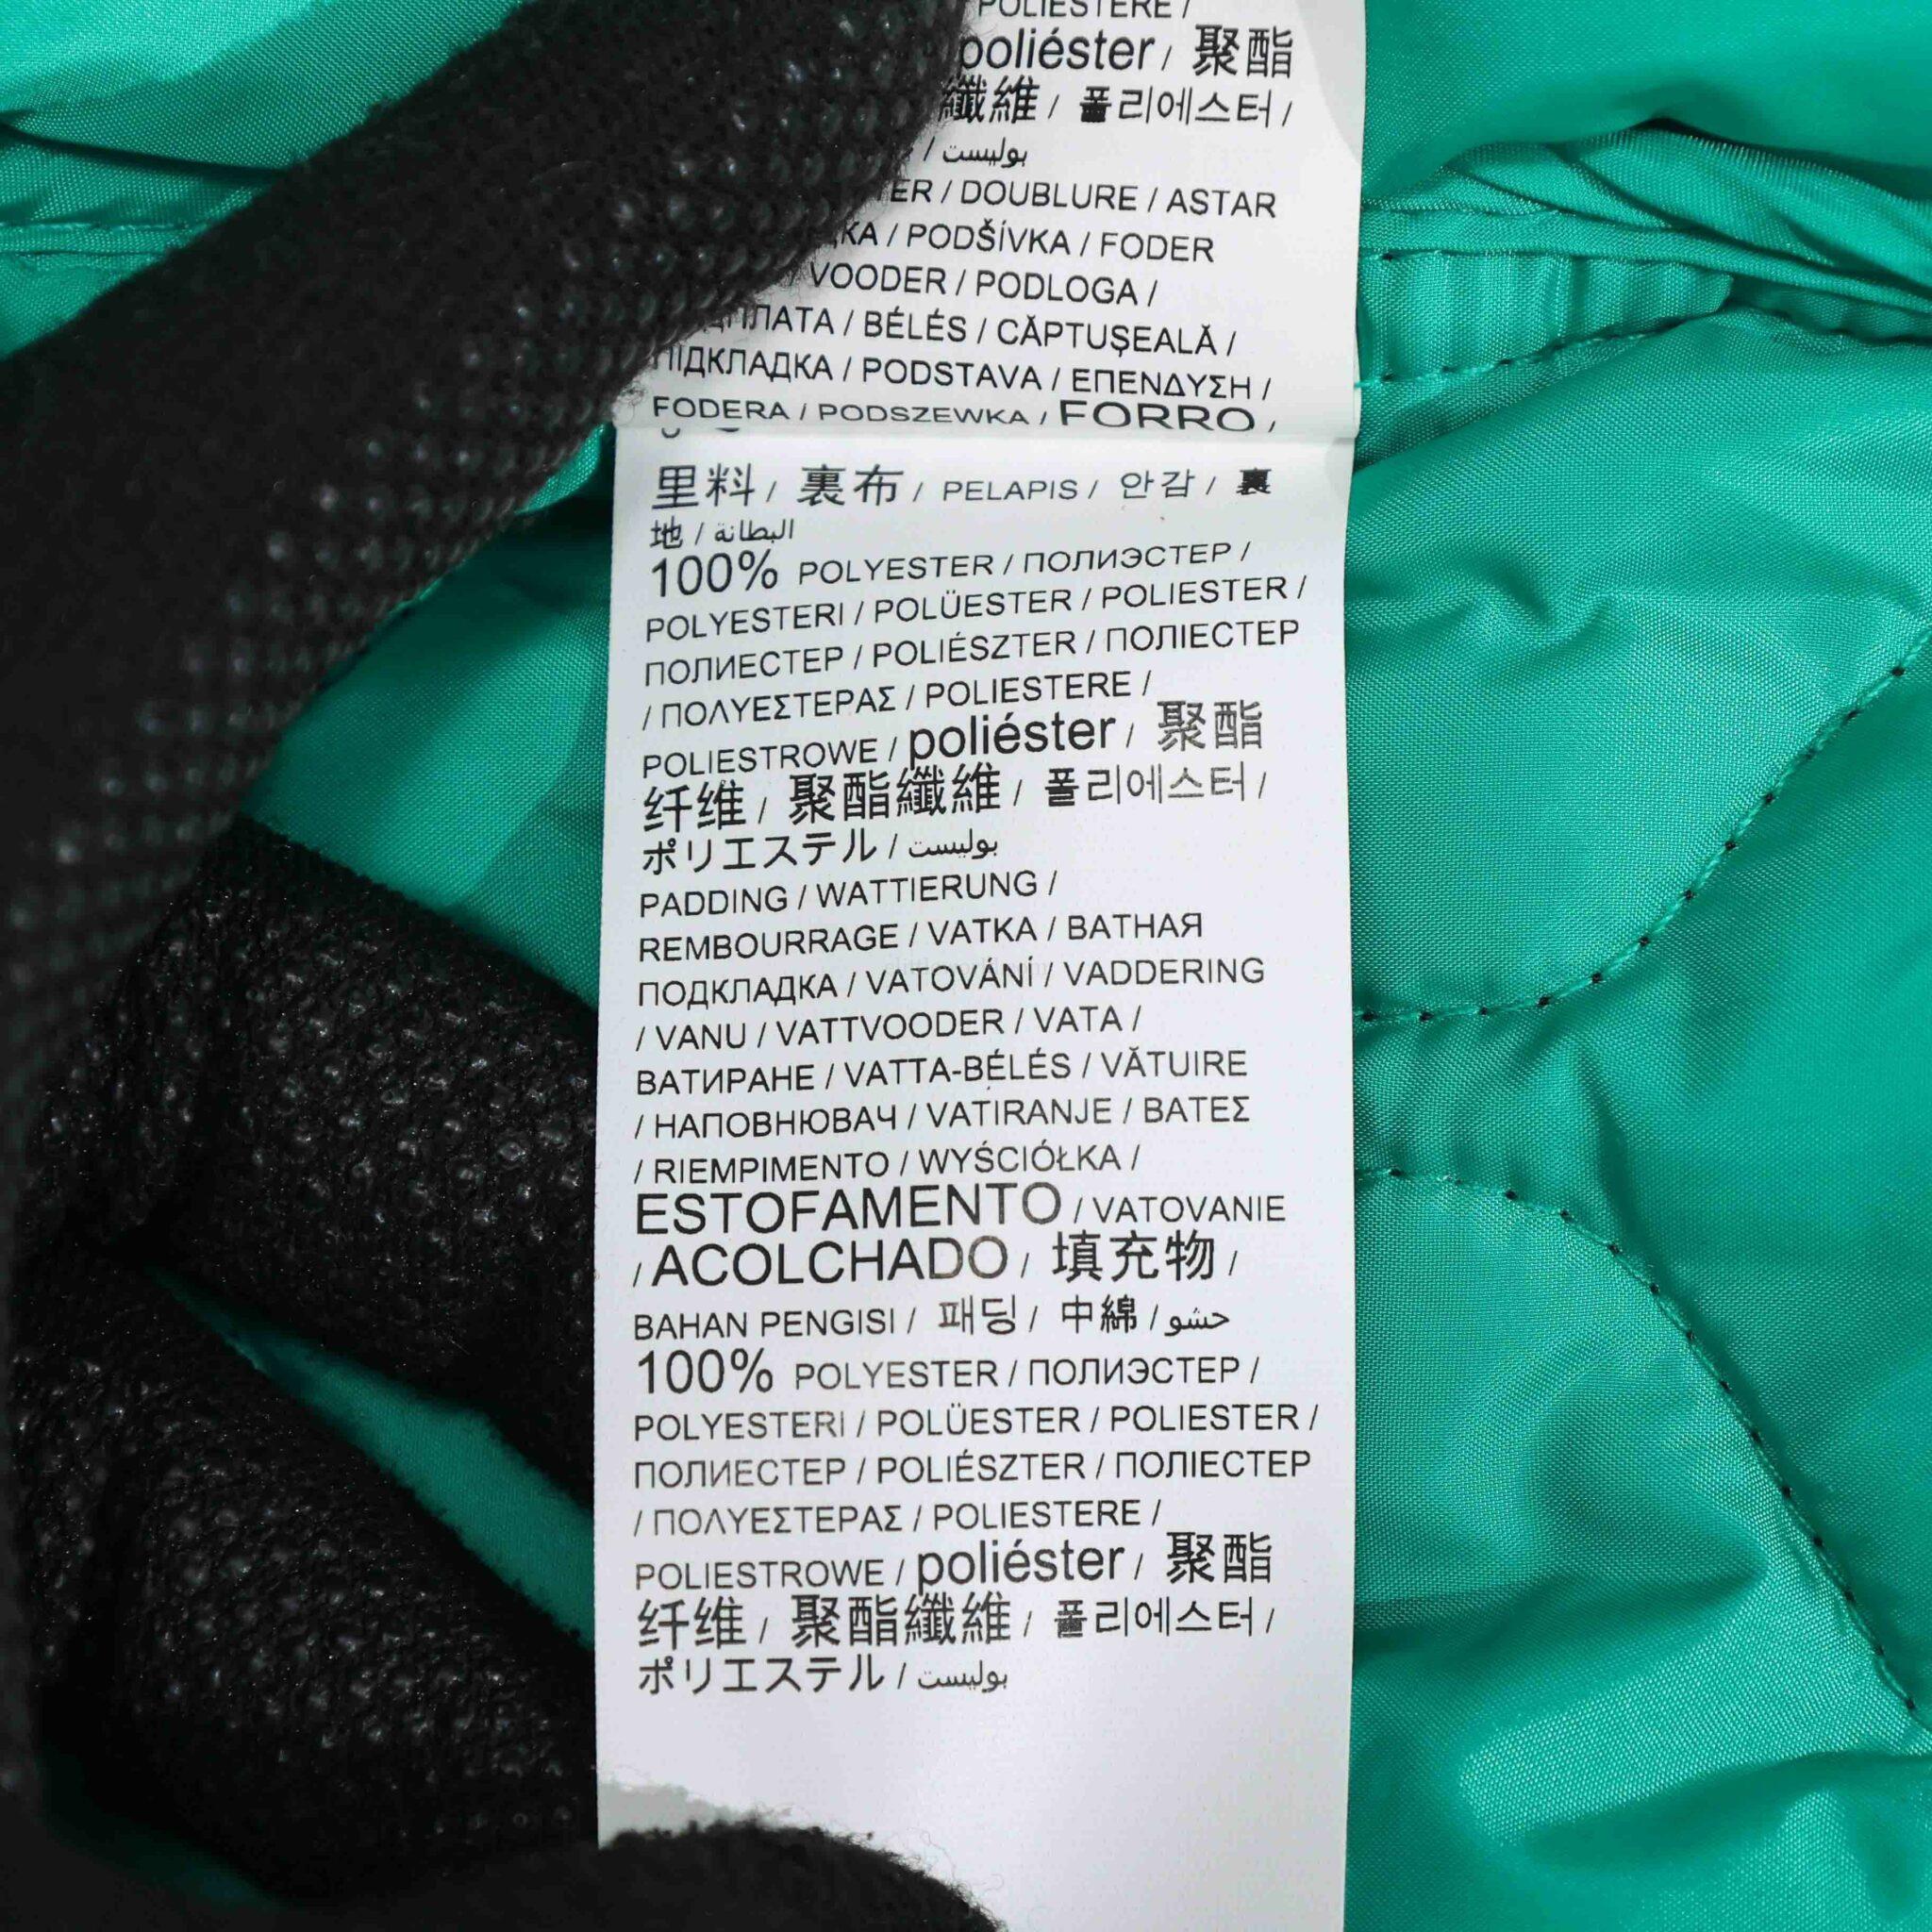 POLIESTERE /
poliéster / 聚酯
纖維 / 폴리에스터 /
/ بوليست
/ DOUBLURE / ASTAR
/ PODŠÍVKA / FODER
/ VOODER / PODLOGA /
/ BÉLÉS / CĂPTUŞEALĂ /
ПІДКЛАДКА / PODSTAVA / ΕΠΕΝΔΥΣΗ /
FODERA / PODSZEWKA / FORRO /
里料 / 裏布 / PELAPIS / 안감 / 裏
地 / البطانة
100% POLYESTER / ПОЛИЭСТЕР /
POLYESTERI / POLÜESTER / POLIESTER /
ПОЛИЕСТЕР / POLIÉSZTER / ПОЛІЕСТЕР
/ ΠΟΛΥΕΣΤΕΡΑΣ / POLIESTERE /
POLIESTROWE / poliéster / 聚酯
纤维 / 聚酯纖維 / 폴리에스터 /
ポリエステル / بوليست
PADDING / WATTIERUNG /
REMBOURRAGE / VATKA / ВАТНАЯ
ПОДКЛАДКА / VATOVÁNÍ / VADDERING
/ VANU / VATTVOODER / VATA /
ВАТИРАНЕ / VATTA-BÉLÉS / VĂTUIRE
/ НАПОВНЮВАЧ / VATIRANJE / ΒΑΤΕΣ
/ RIEMPIMENTO / WYŚCIÓŁKA /
ESTOFAMENTO / VATOVANIE
/ ACOLCHADO / 填充物 /
BAHAN PENGISI / 패딩 / 中綿 / حشو
100% POLYESTER / ПОЛИЭСТЕР /
POLYESTERI / POLÜESTER / POLIESTER /
ПОЛИЕСТЕР / POLIÉSZTER / ПОЛІЕСТЕР
/ ΠΟΛΥΕΣΤΕΡΑΣ / POLIESTERE /
POLIESTROWE / poliéster / 聚酯
纤维 / 聚酯纖維 / 폴리에스터 /
ポリエステル / بوليست